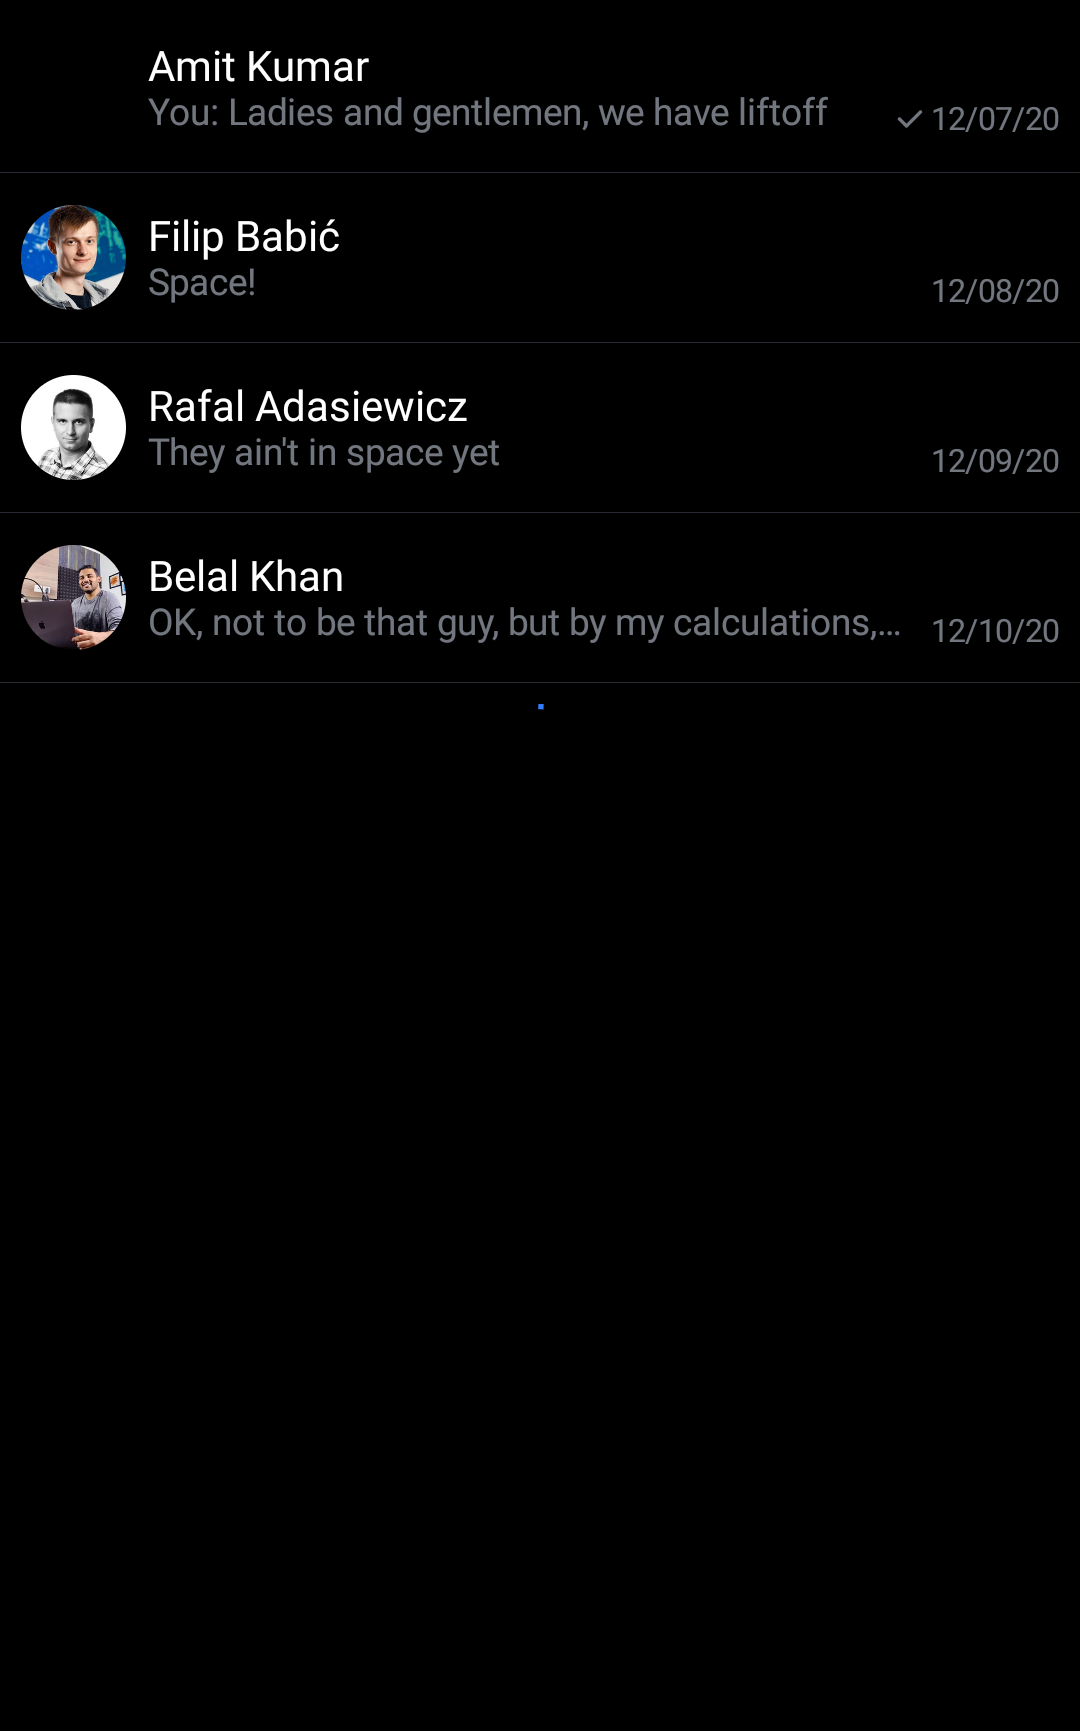 Amit Kumar
You: Ladies and gentlemen, we have liftoff
12/07/20
Filip Babić
Space!
12/08/20
Rafal Adasiewicz
They ain't in space yet
12/09/20
Belal Khan
OK, not to be that guy, but by my calculations,...
12/10/20